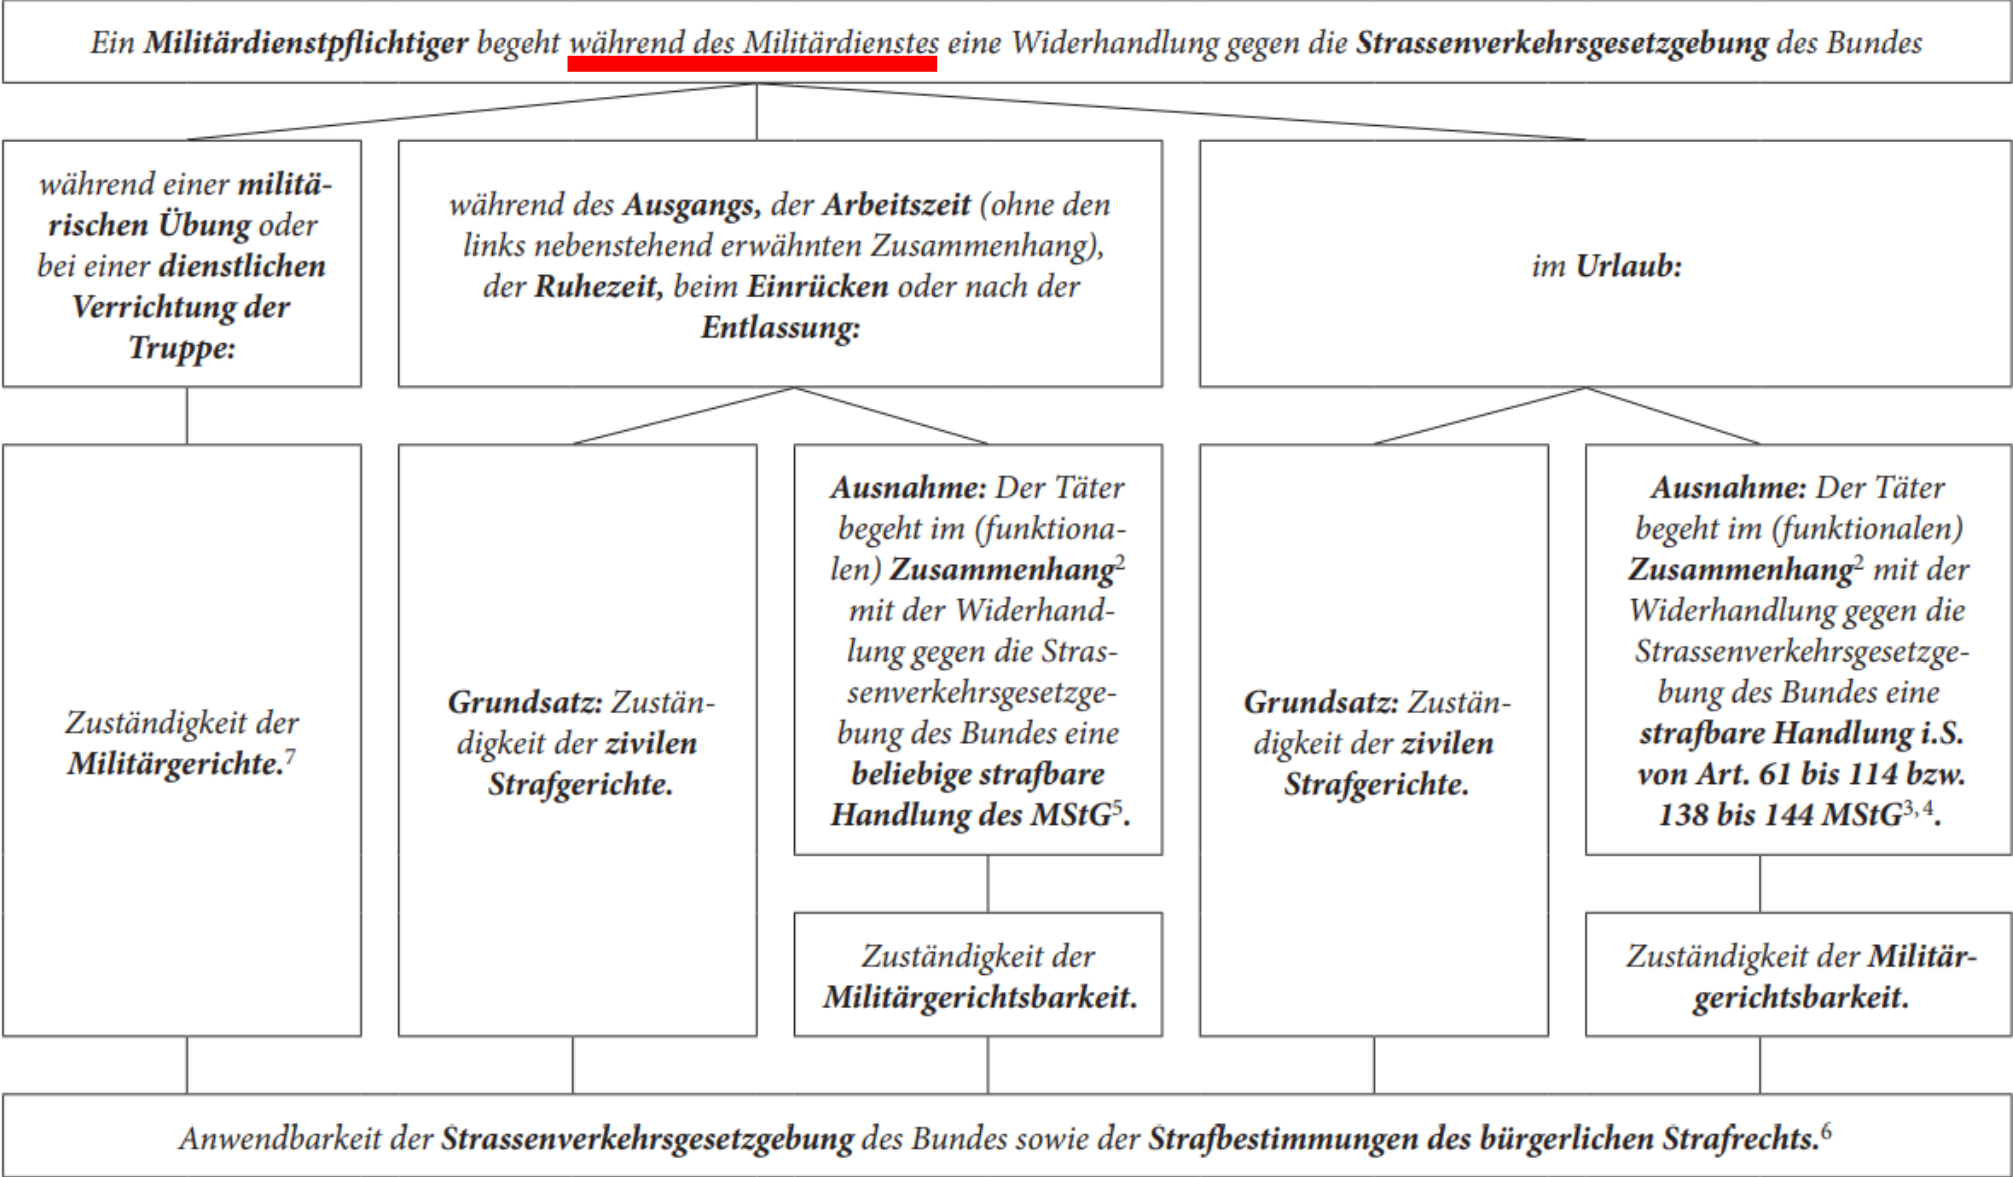 Ein Militärdienstpflichtiger begeht während des Militärdienstes eine Widerhandlung gegen die Strassenverkehrsgesetzgebung des Bundes
während einer militä-
rischen Übung oder
bei einer dienstlichen
Verrichtung der
Truppe:
während des Ausgangs, der Arbeitszeit (ohne den
links nebenstehend erwähnten Zusammenhang),
der Ruhezeit, beim Einrücken oder nach der
Entlassung:
im Urlaub:
Zuständigkeit der
Militärgerichte.⁷
Grundsatz: Zustän-
digkeit der zivilen
Strafgerichte.
Ausnahme: Der Täter
begeht im (funktiona-
len) Zusammenhang²
mit der Widerhand-
lung gegen die Stras-
senverkehrsgesetzge-
bung des Bundes eine
beliebige strafbare
Handlung des MStG⁵.
Zuständigkeit der
Militärgerichtsbarkeit.
Grundsatz: Zustän-
digkeit der zivilen
Strafgerichte.
Ausnahme: Der Täter
begeht im (funktionalen)
Zusammenhang² mit der
Widerhandlung gegen die
Strassenverkehrsgesetzge-
bung des Bundes eine
strafbare Handlung i.S.
von Art. 61 bis 114 bzw.
138 bis 144 MStG³,⁴.
Zuständigkeit der Militär-
gerichtsbarkeit.
Anwendbarkeit der Strassenverkehrsgesetzgebung des Bundes sowie der Strafbestimmungen des bürgerlichen Strafrechts.⁶